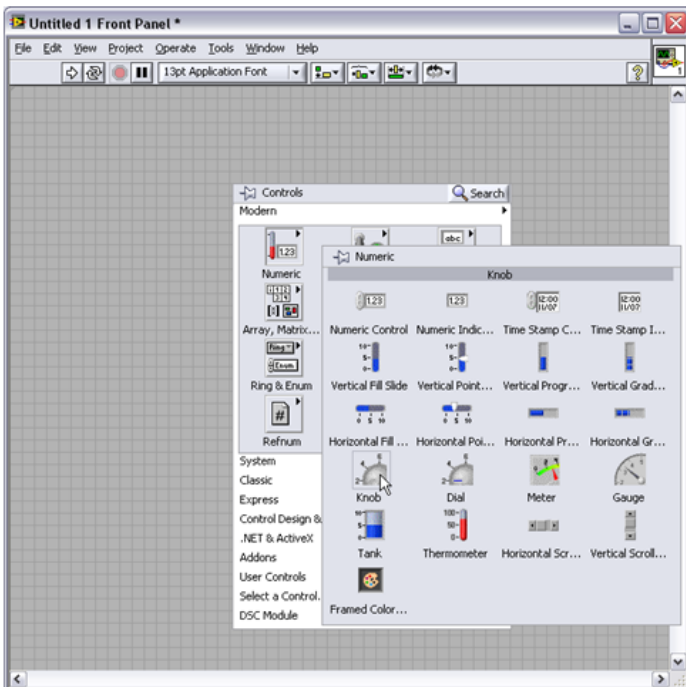 Untitled 1 Front Panel *
File Edit View Project Operate Tools Window Help
13pt Application Font
Controls Search
Modern
Numeric
Array, Matrix...
Ring & Enum
Refnum
System
Classic
Express
Control Design &
.NET & ActiveX
Addons
User Controls
Select a Control.
DSC Module
Numeric
Knob
Numeric Control Numeric Indic... Time Stamp C... Time Stamp I...
Vertical Fill Slide Vertical Point... Vertical Progr... Vertical Grad...
Horizontal Fill ... Horizontal Poi... Horizontal Pr... Horizontal Gr...
Knob Dial Meter Gauge
Tank Thermometer Horizontal Scr... Vertical Scroll...
Framed Color...